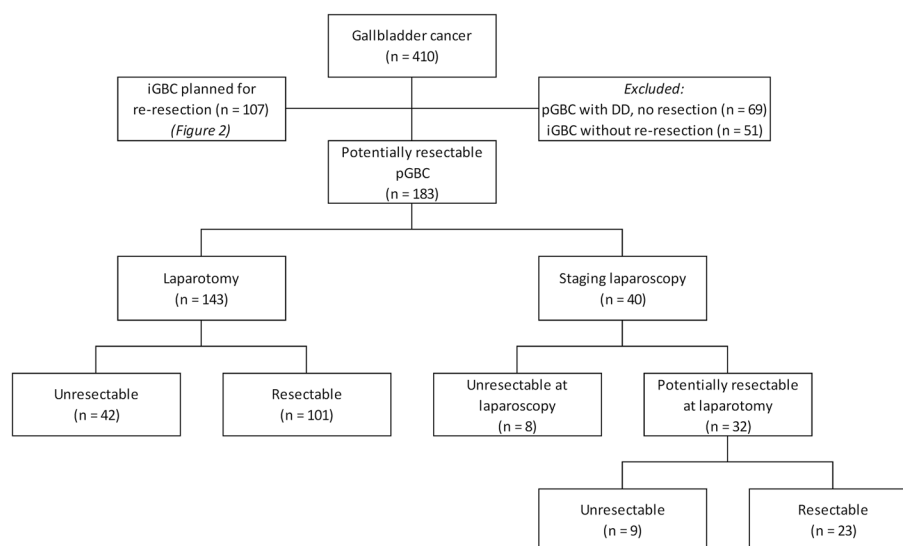 Gallbladder cancer
(n = 410)
iGBC planned for
re-resection (n = 107)
(Figure 2)
Excluded:
pGBC with DD, no resection (n = 69)
iGBC without re-resection (n = 51)
Potentially resectable
pGBC
(n = 183)
Laparotomy
(n = 143)
Staging laparoscopy
(n = 40)
Unresectable
(n = 42)
Resectable
(n = 101)
Unresectable at
laparoscopy
(n = 8)
Potentially resectable
at laparotomy
(n = 32)
Unresectable
(n = 9)
Resectable
(n = 23)